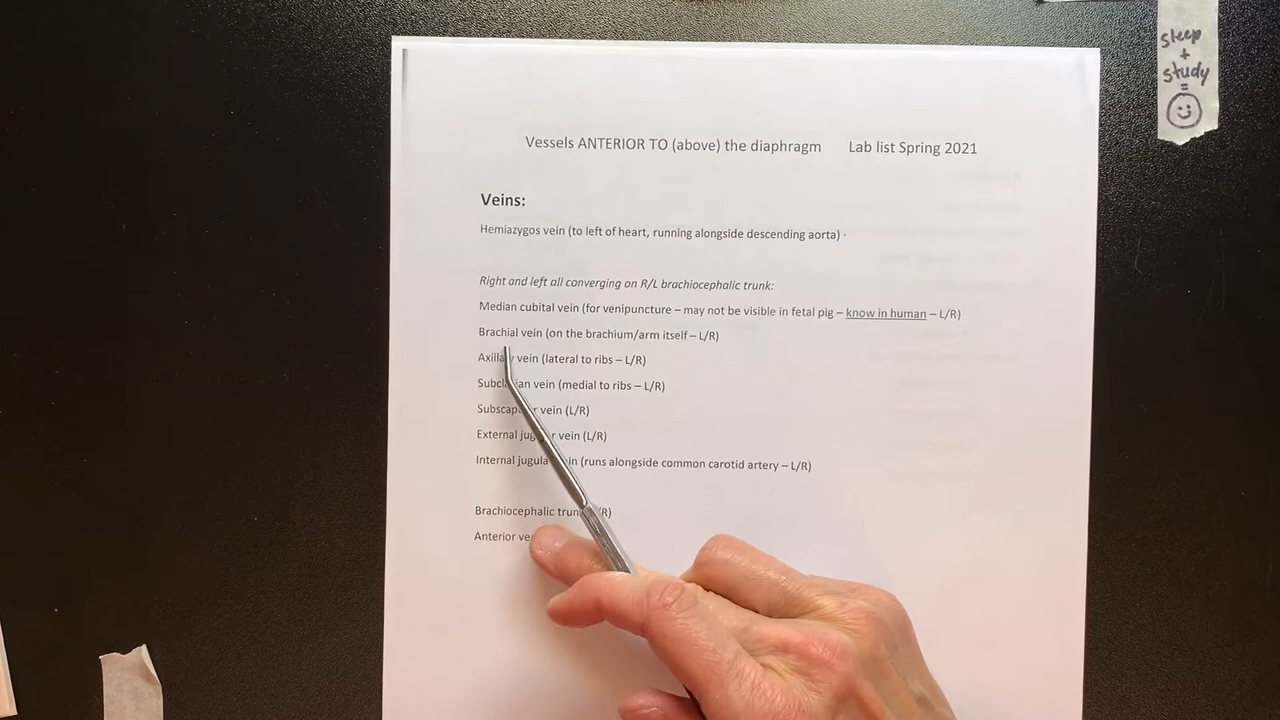 Vessels ANTERIOR TO (above) the diaphragm Lab list Spring 2021
Veins:
Hemiazygos vein (to left of heart, running alongside descending aorta) -
Right and left all converging on R/L brachiocephalic trunk:
Median cubital vein (for venipuncture – may not be visible in fetal pig – know in human – L/R)
Brachial vein (on the brachium/arm itself – L/R)
vein (lateral to ribs – L/R)
vein (medial to ribs – L/R)
vein (L/R)
External vein (L/R)
Internal (runs alongside common carotid artery – L/R)
Brachiocephalic
Anterior
sleep
+
study
=